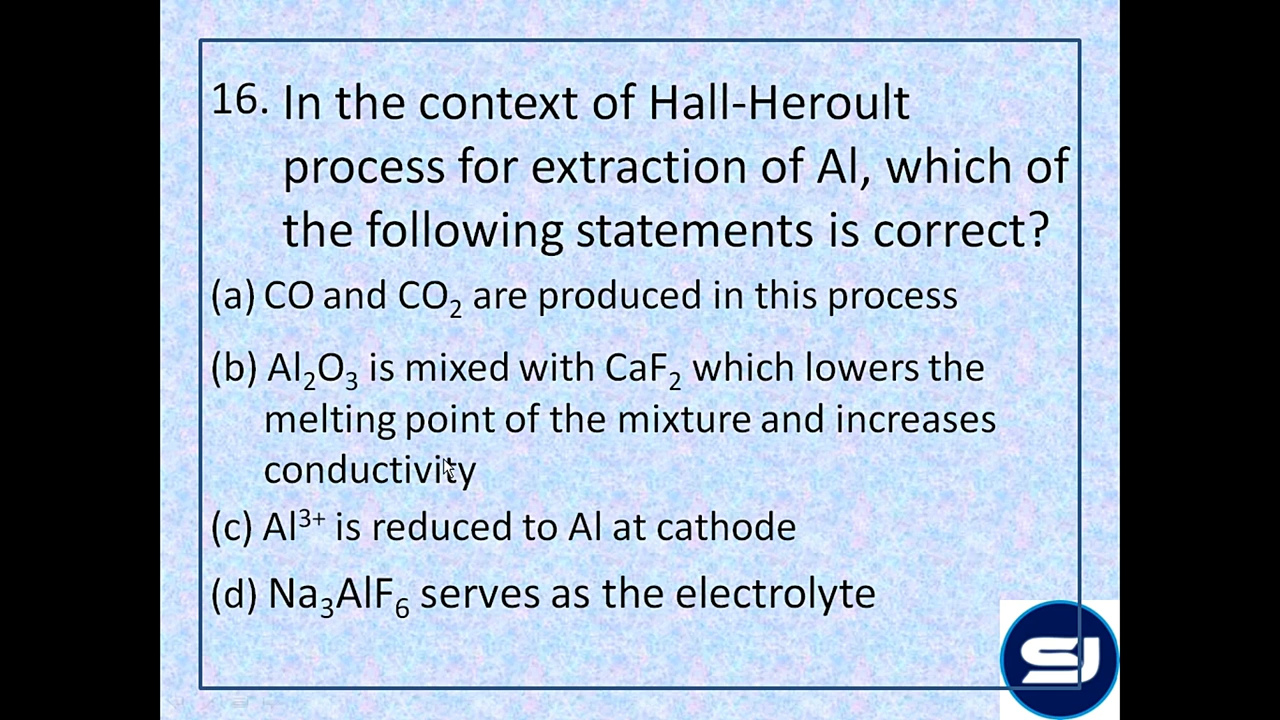 16. In the context of Hall-Heroult
process for extraction of Al, which of
the following statements is correct?
(a) CO and CO₂ are produced in this process
(b) Al₂O₃ is mixed with CaF₂ which lowers the
melting point of the mixture and increases
conductivity
(c) Al³⁺ is reduced to Al at cathode
(d) Na₃AlF₆ serves as the electrolyte
SJ